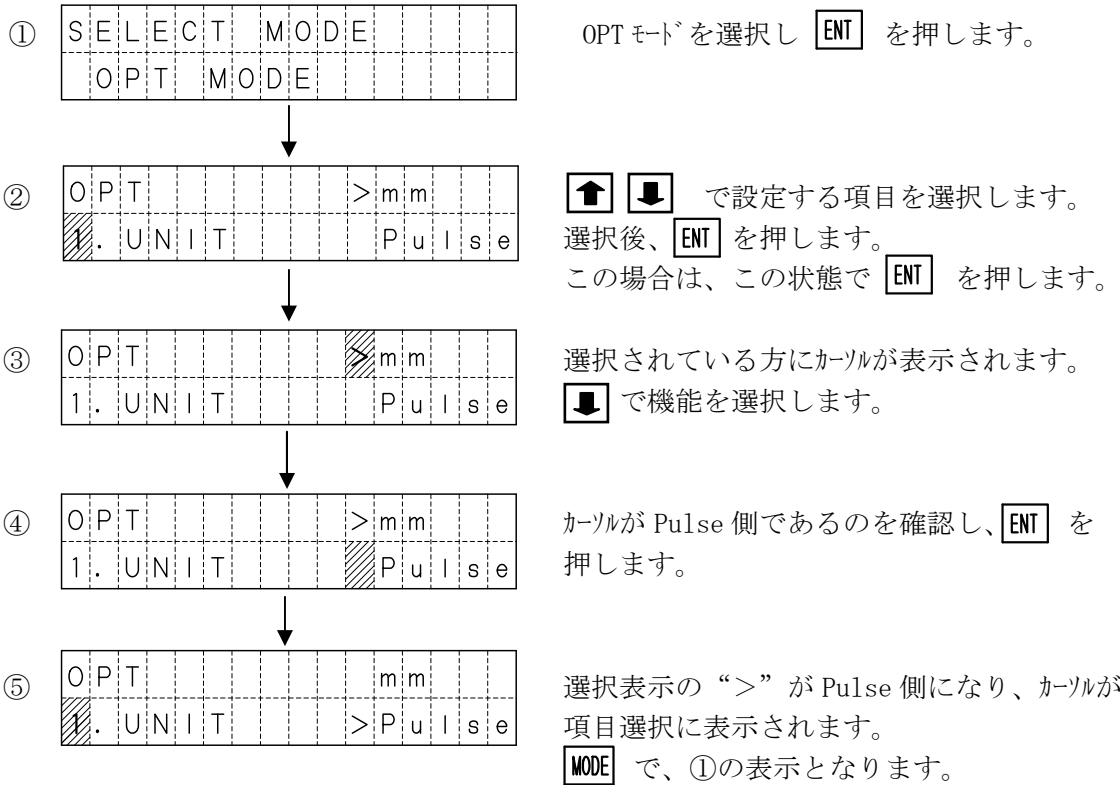 ①
SELECT MODE
OPT MODE
OPTﾓｰﾄﾞを選択し ENT を押します。
②
OPT >mm
1.UNIT Pulse
⬆ ⬇ で設定する項目を選択します。
選択後、ENT を押します。
この場合は、この状態で ENT を押します。
③
OPT >mm
1.UNIT Pulse
選択されている方にｶｰｿﾙが表示されます。
⬇ で機能を選択します。
④
OPT >mm
1.UNIT Pulse
ｶｰｿﾙが Pulse 側であるのを確認し、ENT を
押します。
⑤
OPT mm
1.UNIT >Pulse
選択表示の“＞”が Pulse 側になり、ｶｰｿﾙが
項目選択に表示されます。
MODE で、①の表示となります。